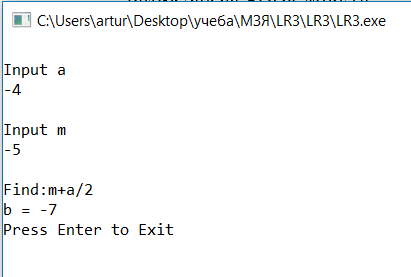 C:\Users\artur\Desktop\учеба\МЗЯ\LR3\LR3\LR3.exe
Input a
-4
Input m
-5
Find:m+a/2
b = -7
Press Enter to Exit